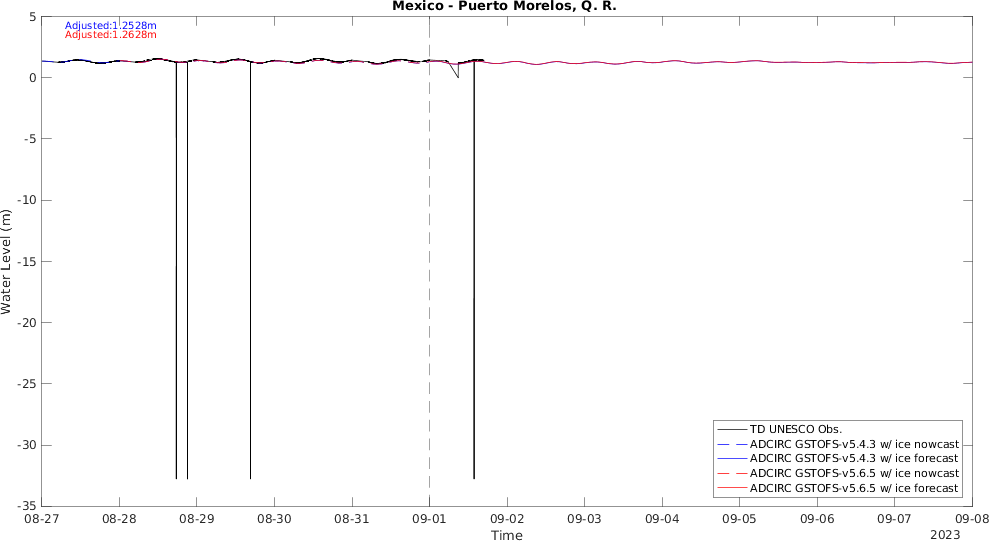 Mexico - Puerto Morelos, Q. R.
Adjusted:1.2528m
Adjusted:1.2628m
5
0
-5
-10
-15
-20
-25
-30
-35
Water Level (m)
08-27 08-28 08-29 08-30 08-31 09-01 09-02 09-03 09-04 09-05 09-06 09-07 09-08
Time
2023
TD UNESCO Obs.
ADCIRC GSTOFS-v5.4.3 w/ ice nowcast
ADCIRC GSTOFS-v5.4.3 w/ ice forecast
ADCIRC GSTOFS-v5.6.5 w/ ice nowcast
ADCIRC GSTOFS-v5.6.5 w/ ice forecast